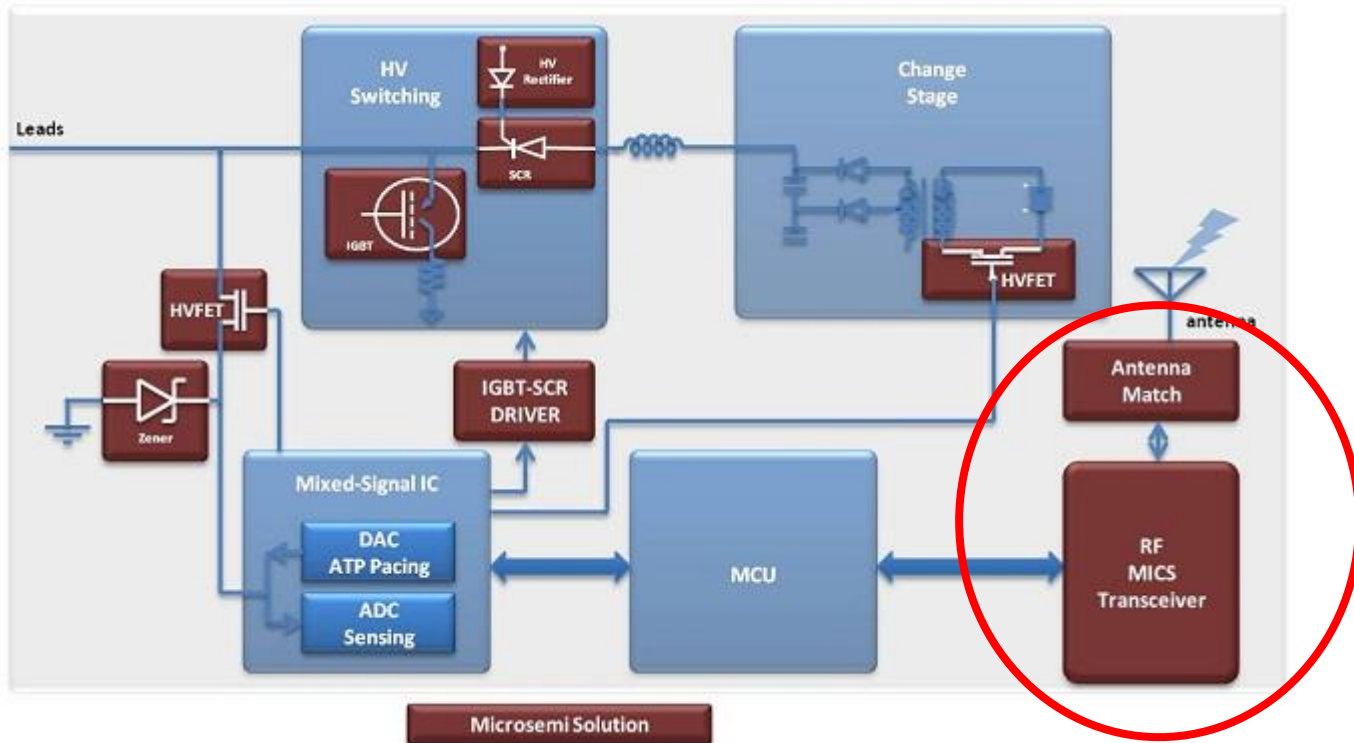 HV
Switching
HV
Rectifier
SCR
IGBT
Change
Stage
HVFET
Leads
antenna
HVFET
Zener
IGBT-SCR
DRIVER
Antenna
Match
Mixed-Signal IC
DAC
ATP Pacing
ADC
Sensing
MCU
RF
MICS
Transceiver
Microsemi Solution